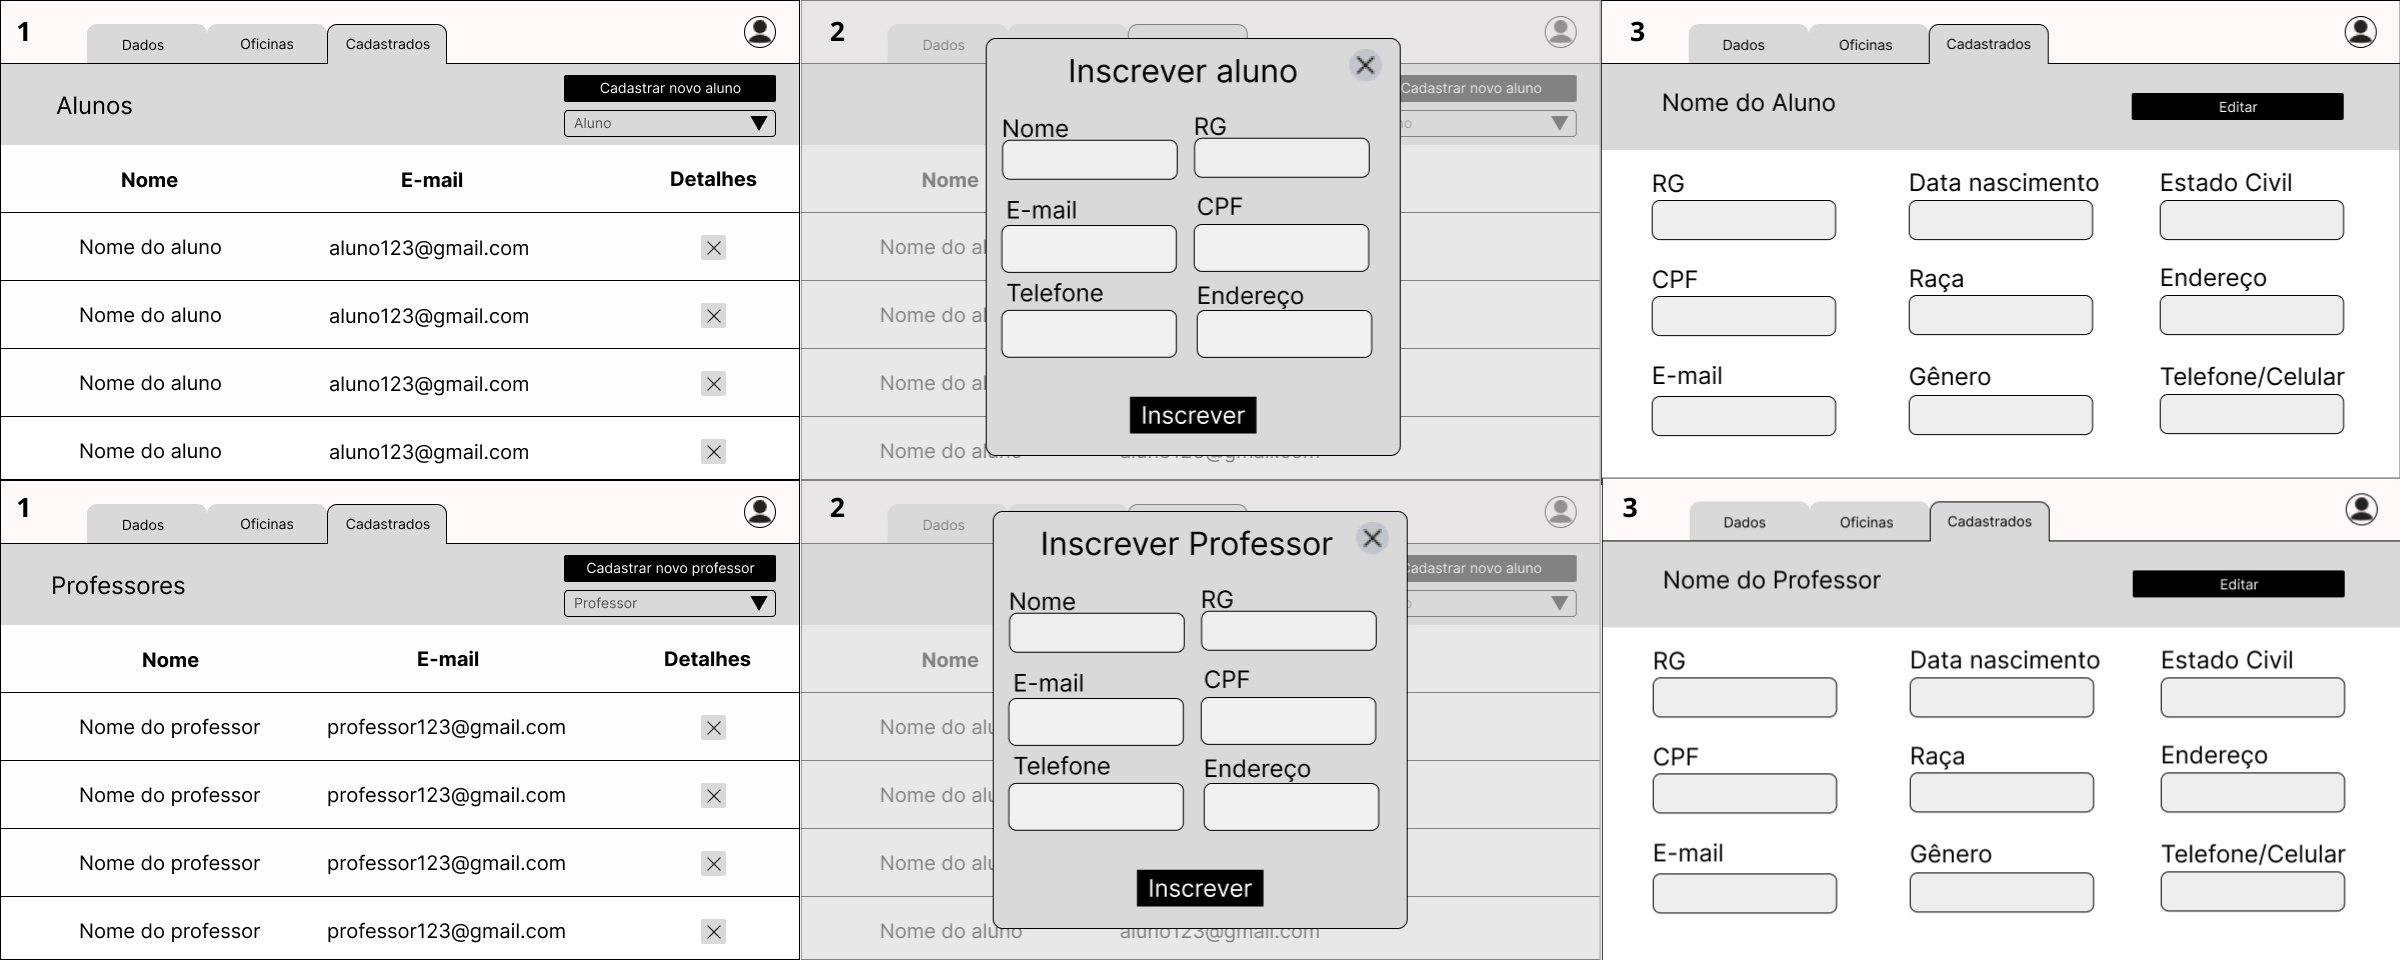 1
Dados
Oficinas
Cadastrados
Alunos
Cadastrar novo aluno
Aluno
Nome
E-mail
Detalhes
Nome do aluno
aluno123@gmail.com
Nome do aluno
aluno123@gmail.com
Nome do aluno
aluno123@gmail.com
Nome do aluno
aluno123@gmail.com
2
Dados
Cadastrar novo aluno
no
Nome
Nome do al
Nome do al
Nome do al
Nome do aluno
aluno123@gmail.com
Inscrever aluno
Nome
RG
E-mail
CPF
Telefone
Endereço
Inscrever
3
Dados
Oficinas
Cadastrados
Nome do Aluno
Editar
RG
Data nascimento
Estado Civil
CPF
Raça
Endereço
E-mail
Gênero
Telefone/Celular
1
Dados
Oficinas
Cadastrados
Professores
Cadastrar novo professor
Professor
Nome
E-mail
Detalhes
Nome do professor
professor123@gmail.com
Nome do professor
professor123@gmail.com
Nome do professor
professor123@gmail.com
Nome do professor
professor123@gmail.com
2
Dados
Cadastrar novo aluno
o
Nome
Nome do alu
Nome do alu
Nome do alu
Nome do aluno
aluno123@gmail.com
Inscrever Professor
Nome
RG
E-mail
CPF
Telefone
Endereço
Inscrever
3
Dados
Oficinas
Cadastrados
Nome do Professor
Editar
RG
Data nascimento
Estado Civil
CPF
Raça
Endereço
E-mail
Gênero
Telefone/Celular